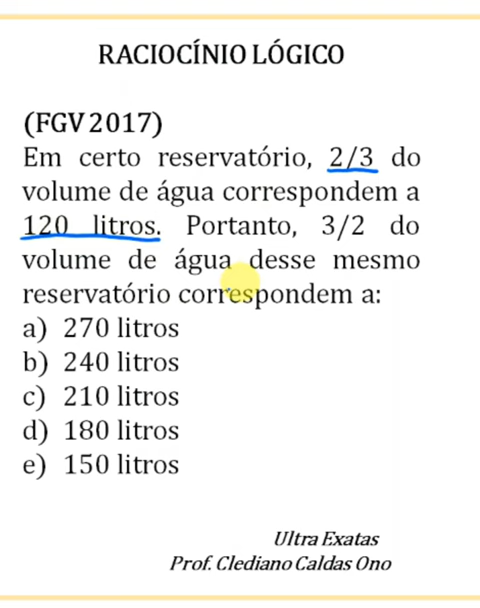 RACIOCÍNIO LÓGICO
(FGV 2017)
Em certo reservatório, 2/3 do
volume de água correspondem a
120 litros. Portanto, 3/2 do
volume de água desse mesmo
reservatório correspondem a:
a) 270 litros
b) 240 litros
c) 210 litros
d) 180 litros
e) 150 litros
Ultra Exatas
Prof. Clediano Caldas Ono